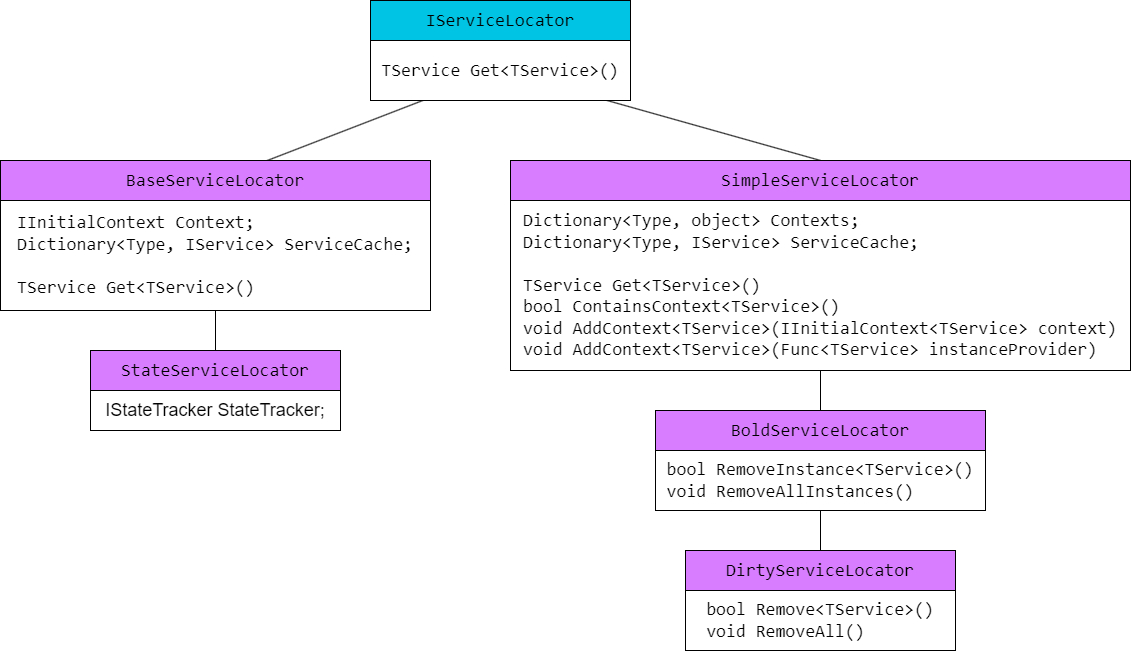 IServiceLocator
TService Get<TService>()
BaseServiceLocator
IInitialContext Context;
Dictionary<Type, IService> ServiceCache;
TService Get<TService>()
StateServiceLocator
IStateTracker StateTracker;
SimpleServiceLocator
Dictionary<Type, object> Contexts;
Dictionary<Type, IService> ServiceCache;
TService Get<TService>()
bool ContainsContext<TService>()
void AddContext<TService>(IInitialContext<TService> context)
void AddContext<TService>(Func<TService> instanceProvider)
BoldServiceLocator
bool RemoveInstance<TService>()
void RemoveAllInstances()
DirtyServiceLocator
bool Remove<TService>()
void RemoveAll()